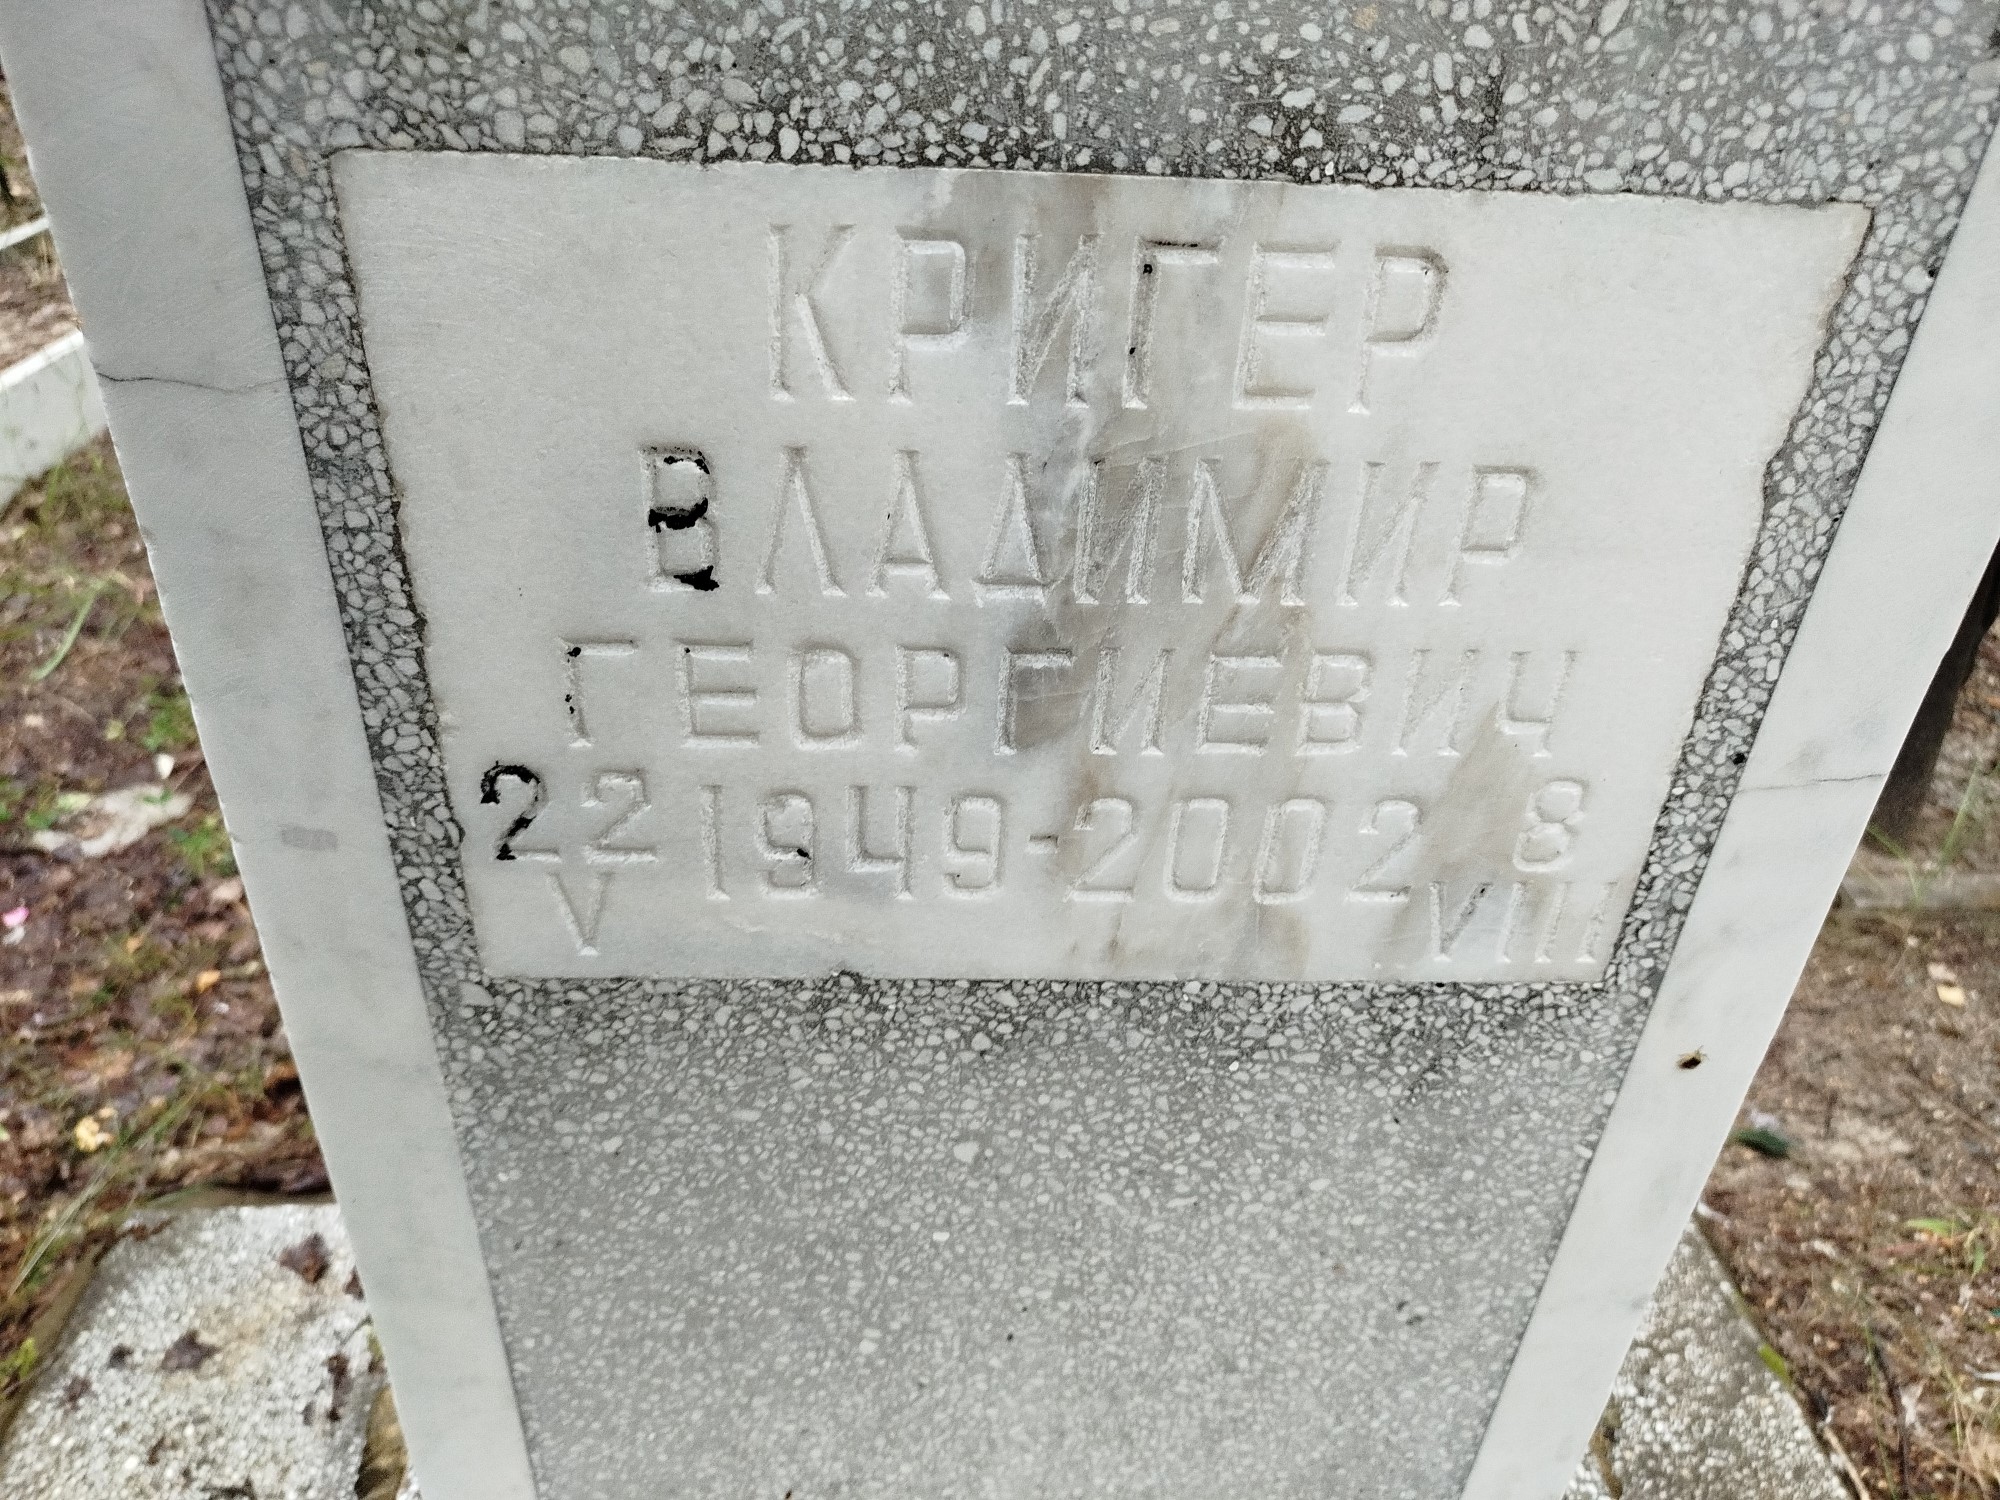 КРИГЕР
ВЛАДИМИР
ГЕОРГИЕВИЧ
22 1949-2002 8
V VIII